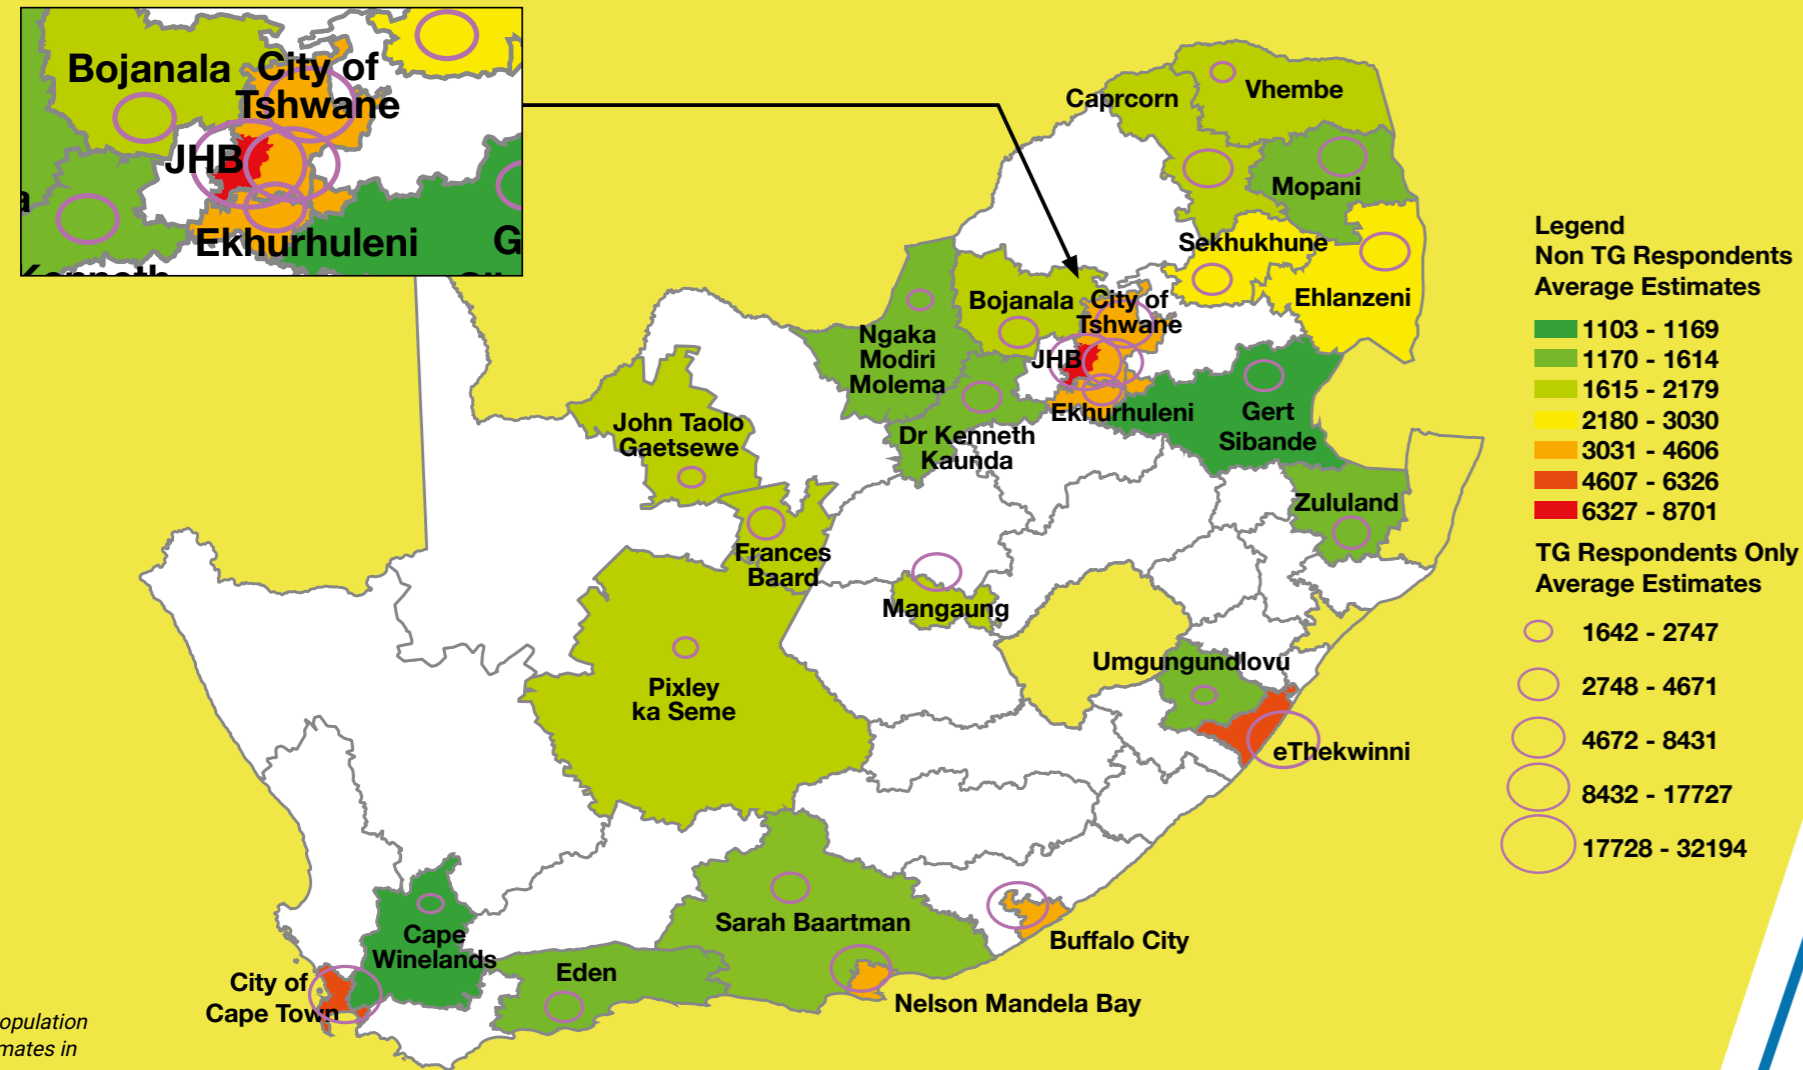 Bojanala
City of
Tshwane
JHB
a
Ekhurhuleni
G
Kenneth
Vhembe
Caprcorn
Mopani
Sekhukhune
Ehlanzeni
Bojanala
City of
Tshwane
Ngaka
Modiri
Molema
JHB
Ekhurhuleni
Gert
Sibande
Dr Kenneth
Kaunda
John Taolo
Gaetsewe
Zululand
Frances
Baard
Mangaung
Umgungundlovu
Pixley
ka Seme
eThekwinni
Sarah Baartman
Buffalo City
Cape
Winelands
Eden
City of
Cape Town
Nelson Mandela Bay
opulation
mates in
Legend
Non TG Respondents
Average Estimates
1103 - 1169
1170 - 1614
1615 - 2179
2180 - 3030
3031 - 4606
4607 - 6326
6327 - 8701
TG Respondents Only
Average Estimates
1642 - 2747
2748 - 4671
4672 - 8431
8432 - 17727
17728 - 32194